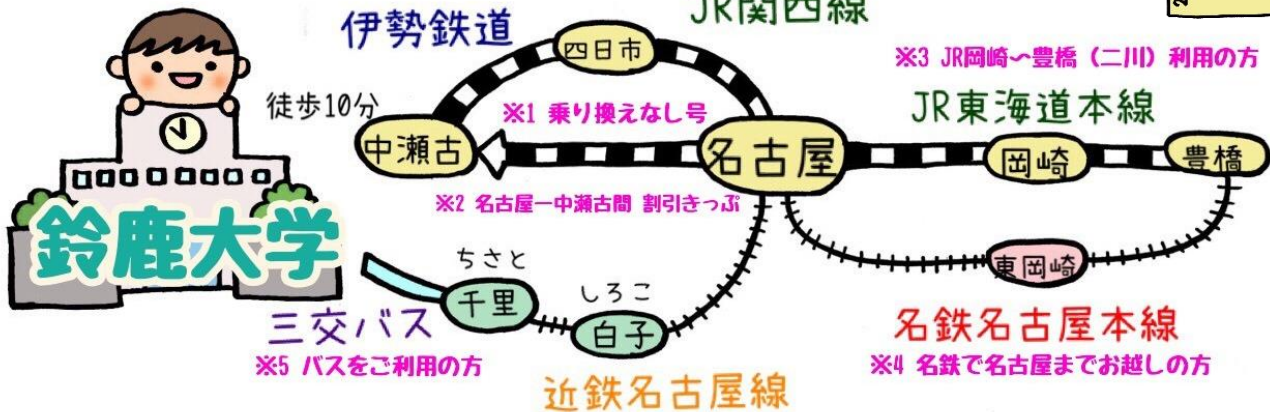 JR関西線
伊勢鉄道
四日市
※3 JR岡崎～豊橋（二川）利用の方
徒歩10分
※1 乗り換えなし号
JR東海道本線
中瀬古
名古屋
岡崎
豊橋
※2 名古屋ー中瀬古間 割引きっぷ
鈴鹿大学
ちさと
千里
しろこ
白子
東岡崎
三交バス
※5 バスをご利用の方
名鉄名古屋本線
※4 名鉄で名古屋までお越しの方
近鉄名古屋線